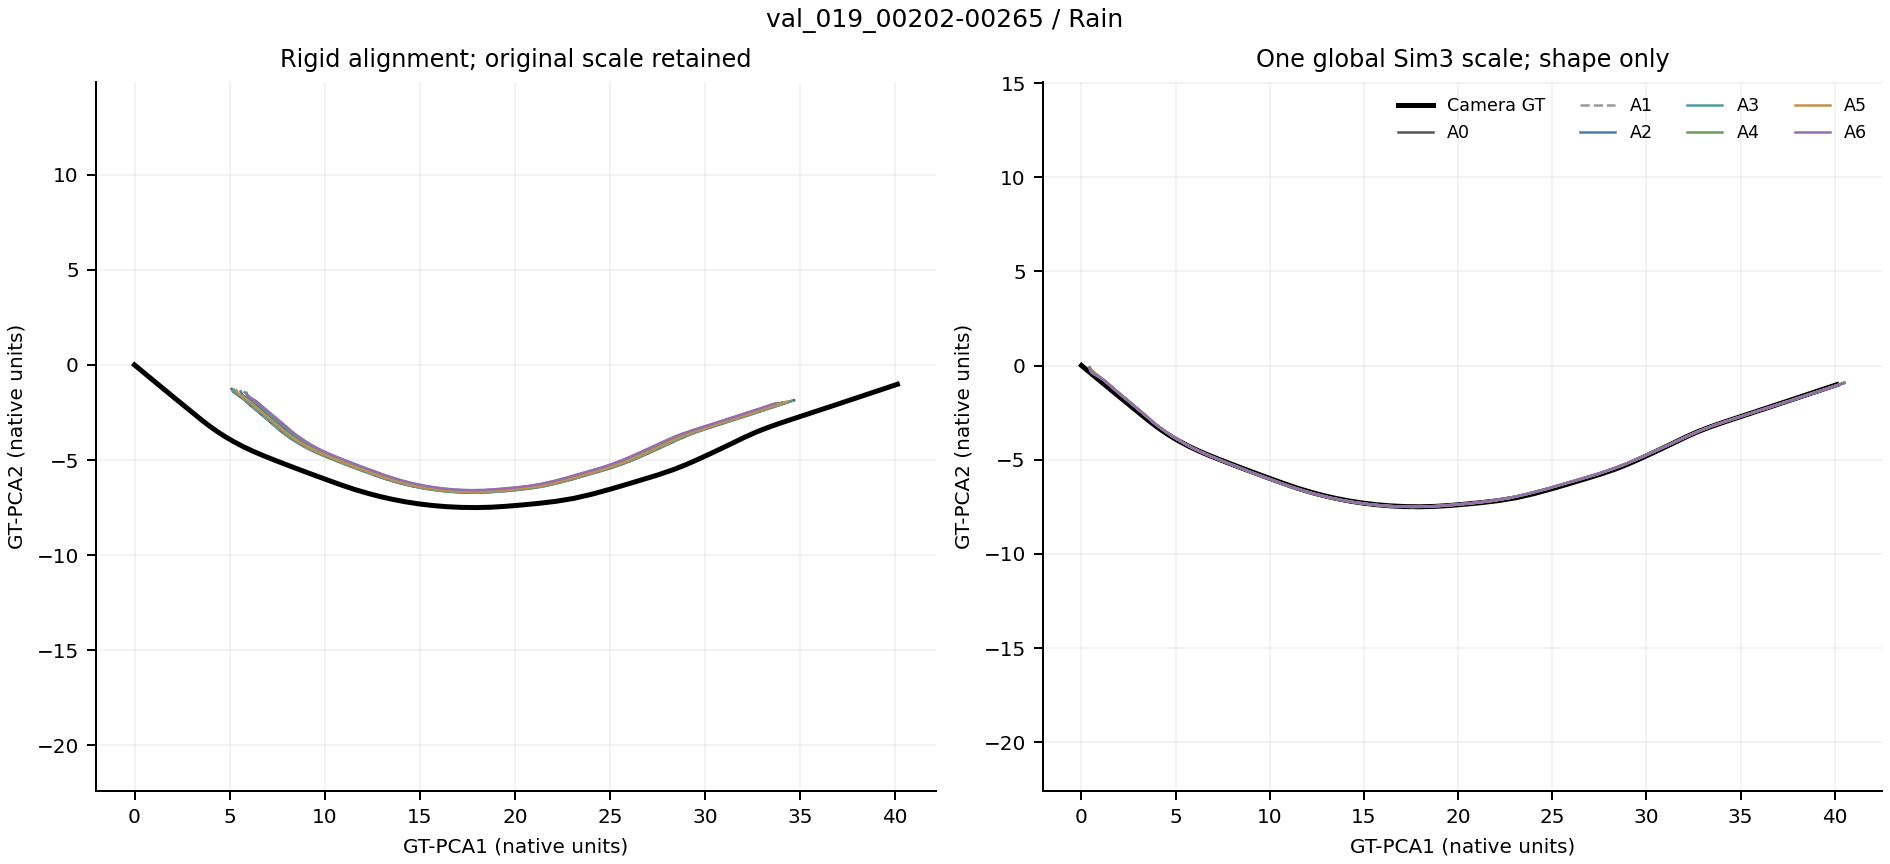 val_019_00202-00265 / Rain
Rigid alignment; original scale retained
10
5
0
−5
−10
−15
−20
0 5 10 15 20 25 30 35 40
GT-PCA1 (native units)
GT-PCA2 (native units)
One global Sim3 scale; shape only
Camera GT A1 A3 A5
A0 A2 A4 A6
15
10
5
0
−5
−10
−15
−20
0 5 10 15 20 25 30 35 40
GT-PCA1 (native units)
GT-PCA2 (native units)